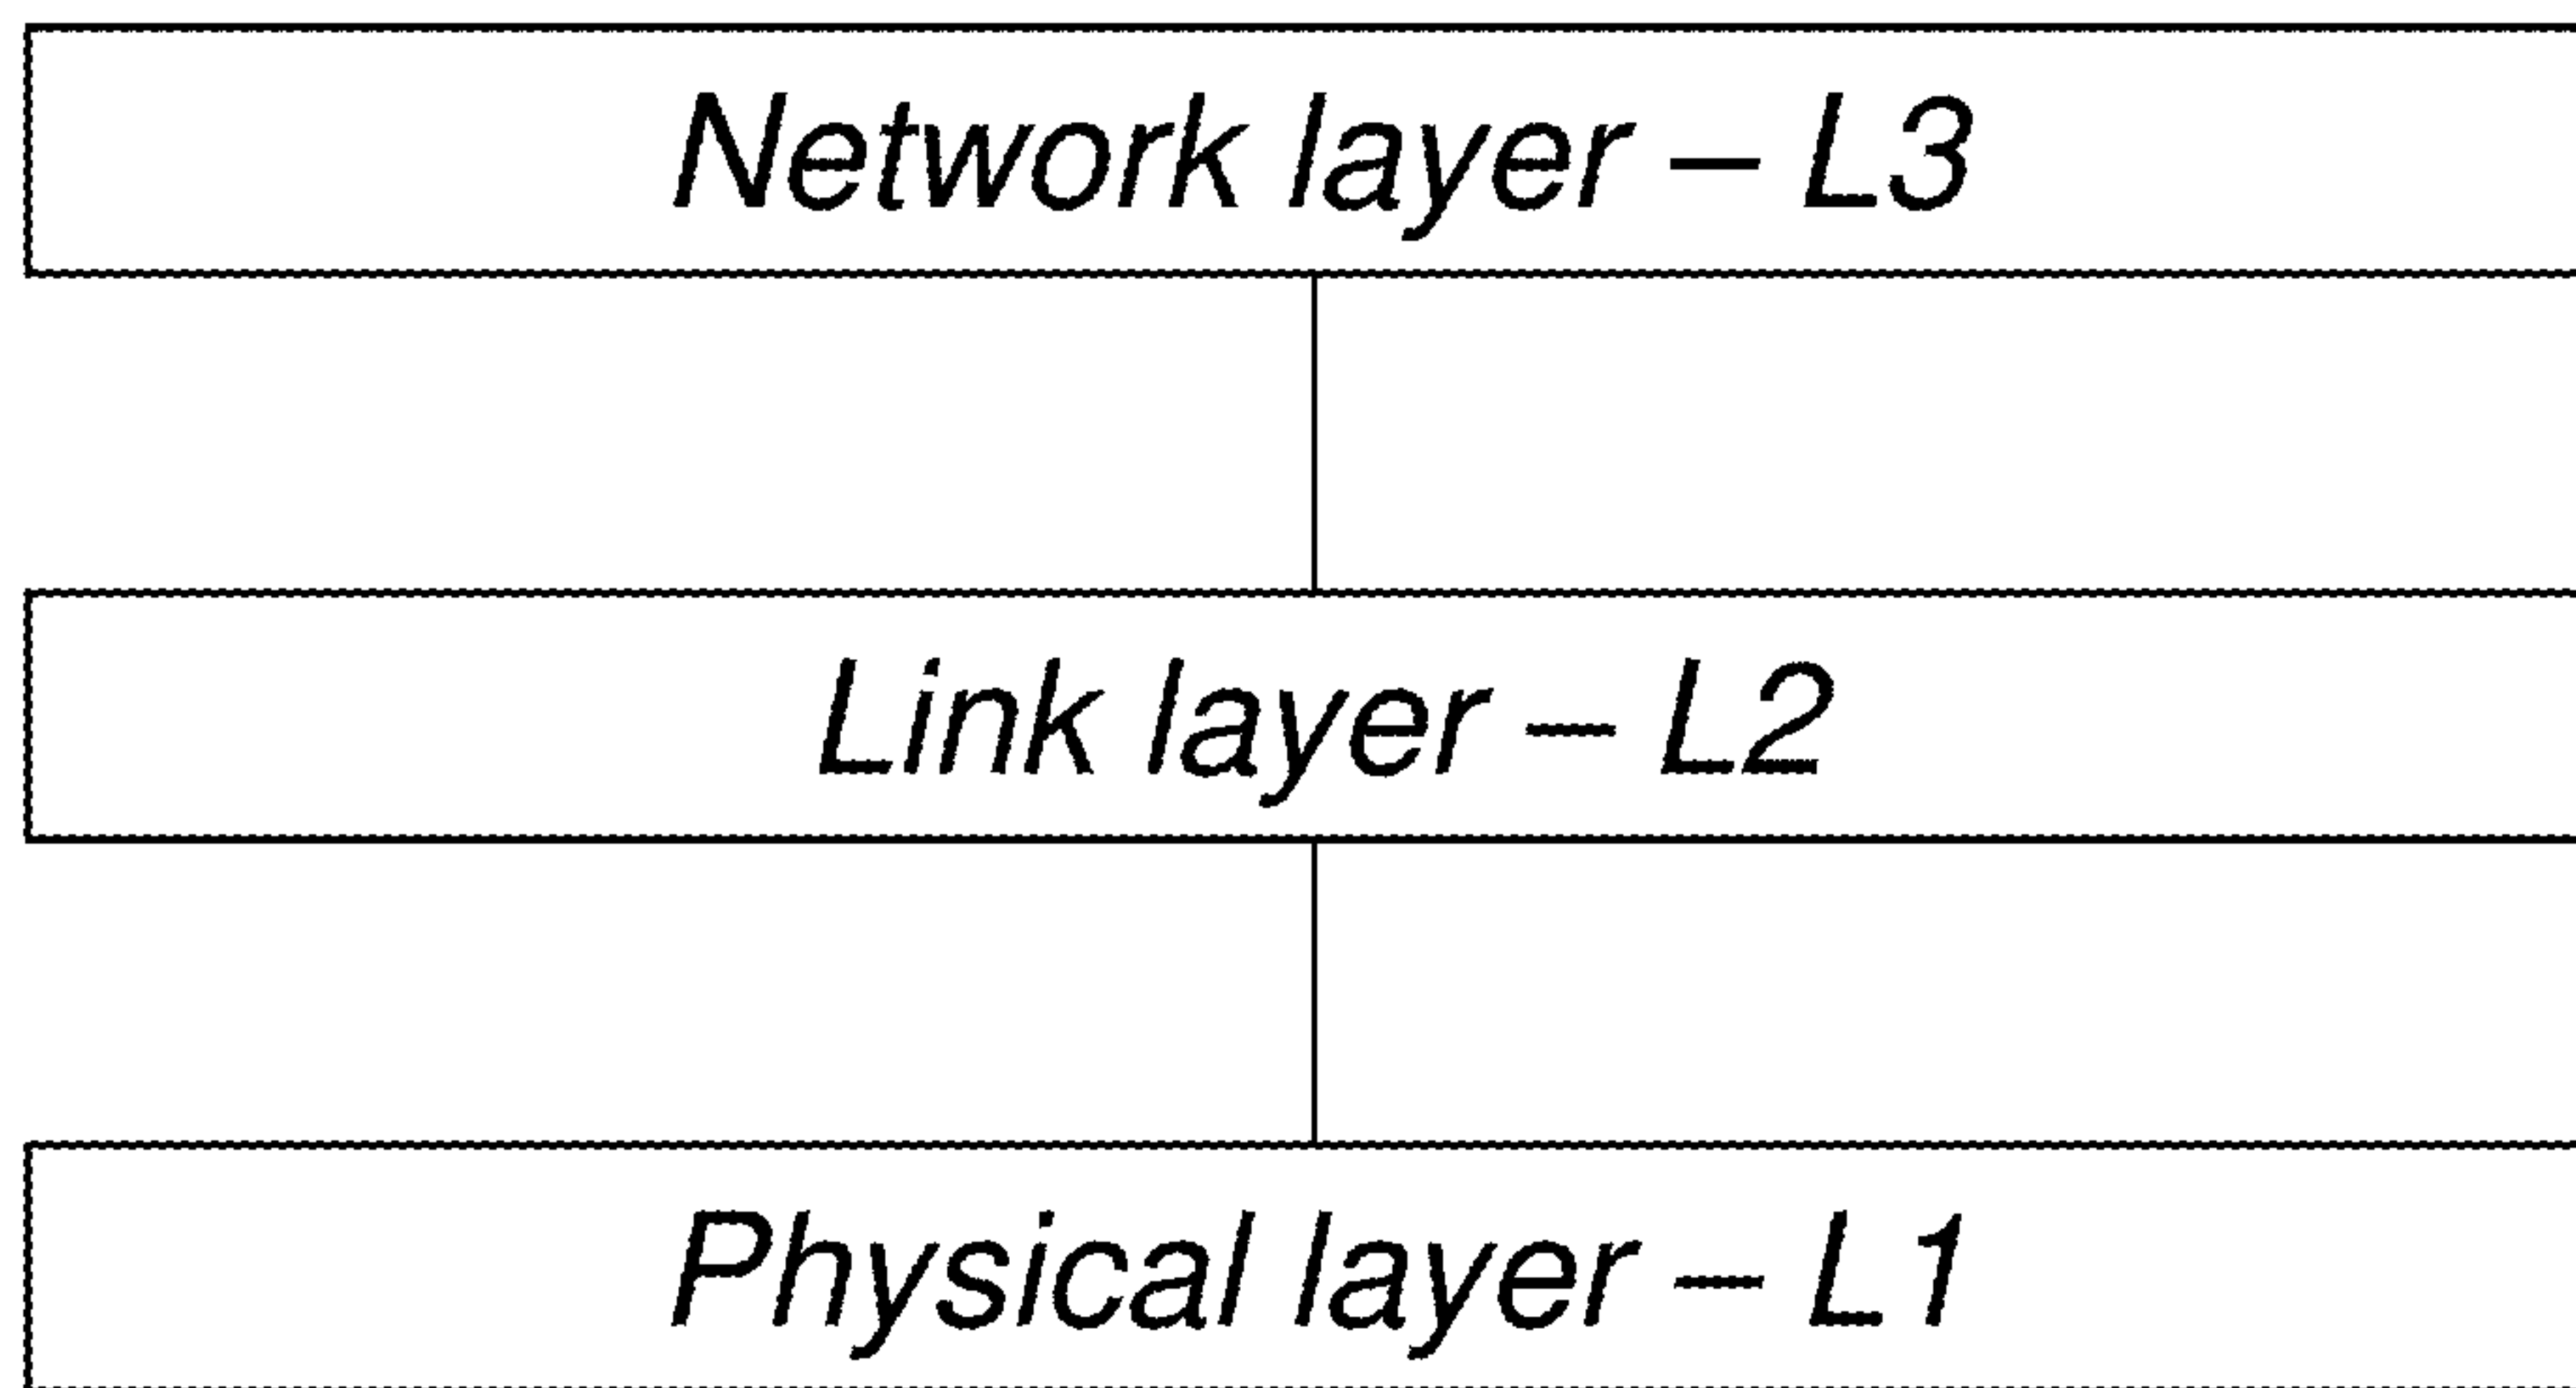 Network layer – L3
Link layer – L2
Physical layer – L1